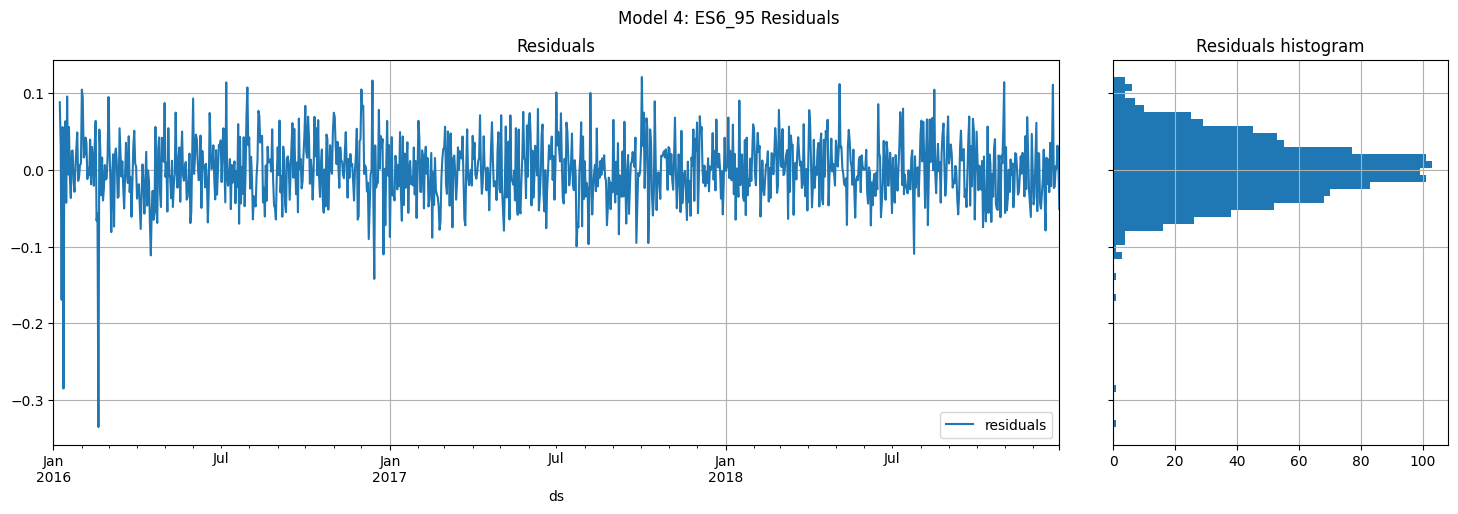 Model 4: ES6_95 Residuals
Residuals
Residuals histogram
0.1
0.0
−0.1
−0.2
−0.3
residuals
Jan
2016
Jul
Jan
2017
Jul
Jan
2018
Jul
ds
0
20
40
60
80
100